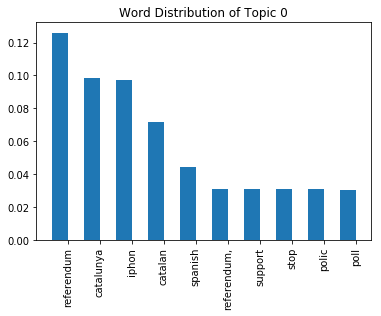 Word Distribution of Topic 0
0.12
0.10
0.08
0.06
0.04
0.02
0.00
referendum
catalunya
iphon
catalan
spanish
referendum,
support
stop
polic
poll